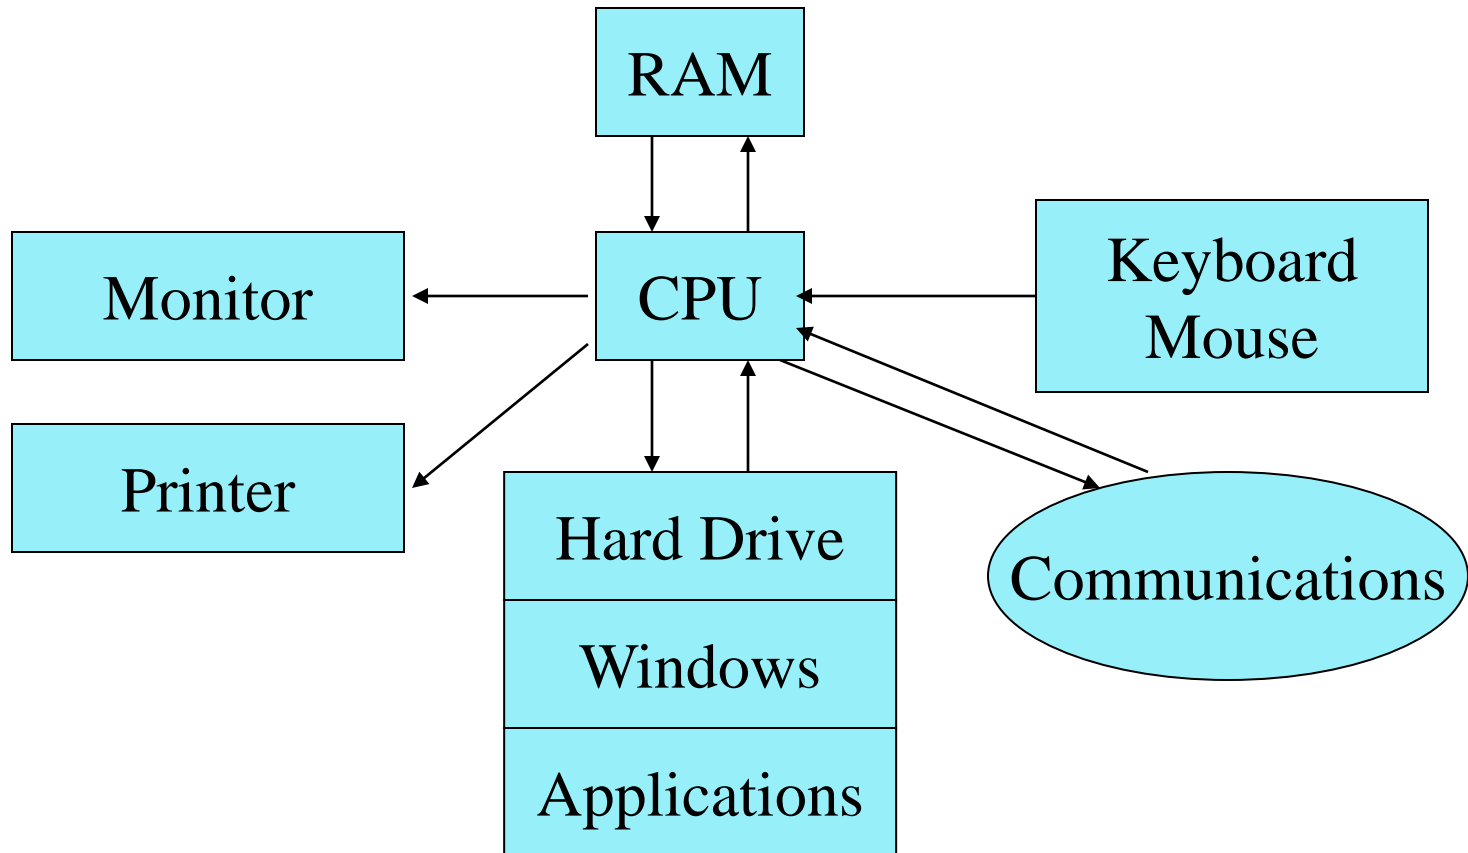 RAM
Monitor
CPU
Keyboard
Mouse
Printer
Hard Drive
Communications
Windows
Applications